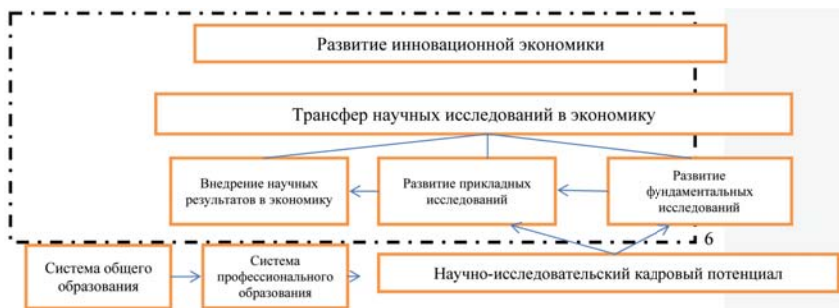 Развитие инновационной экономики
Трансфер научных исследований в экономику
Внедрение научных
результатов в экономику
Развитие прикладных
исследований
Развитие
фундаментальных
исследований
6
Система общего
образования
Система
профессионального
образования
Научно-исследовательский кадровый потенциал